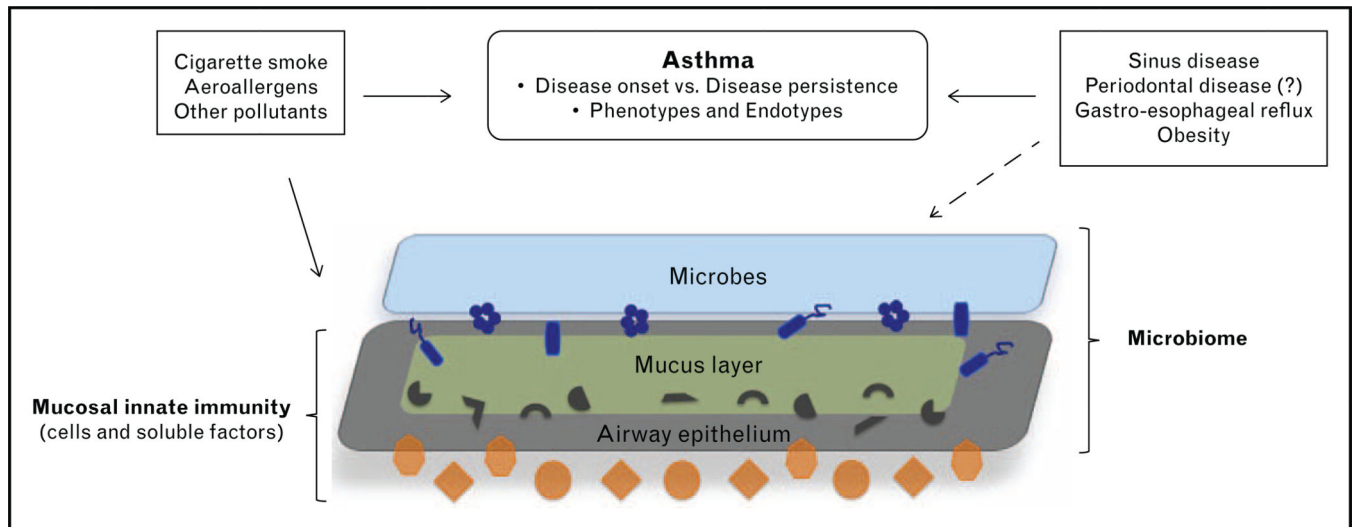 Cigarette smoke
Aeroallergens
Other pollutants
Asthma
• Disease onset vs. Disease persistence
• Phenotypes and Endotypes
Sinus disease
Periodontal disease (?)
Gastro-esophageal reflux
Obesity
Microbes
Mucus layer
Airway epithelium
Microbiome
Mucosal innate immunity
(cells and soluble factors)